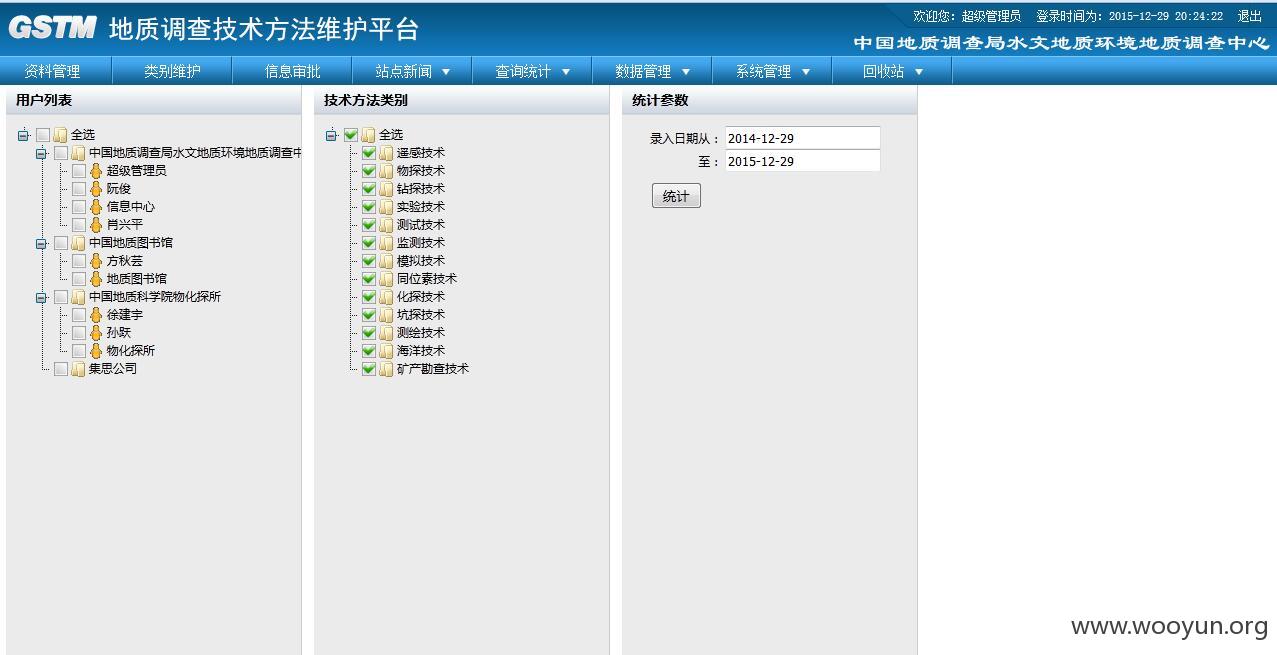 GSTM 地质调查技术方法维护平台
欢迎您：超级管理员 登录时间为：2015-12-29 20:24:22 退出
中国地质调查局水文地质环境地质调查中心
资料管理 类别维护 信息审批 站点新闻 查询统计 数据管理 系统管理 回收站
用户列表
全选
中国地质调查局水文地质环境地质调查中
超级管理员
阮俊
信息中心
肖兴平
中国地质图书馆
方秋芸
地质图书馆
中国地质科学院物化探所
徐建宇
孙跃
物化探所
集思公司
技术方法类别
全选
遥感技术
物探技术
钻探技术
实验技术
测试技术
监测技术
模拟技术
同位素技术
化探技术
坑探技术
测绘技术
海洋技术
矿产勘查技术
统计参数
录入日期从： 2014-12-29
至： 2015-12-29
统计
www.wooyun.org